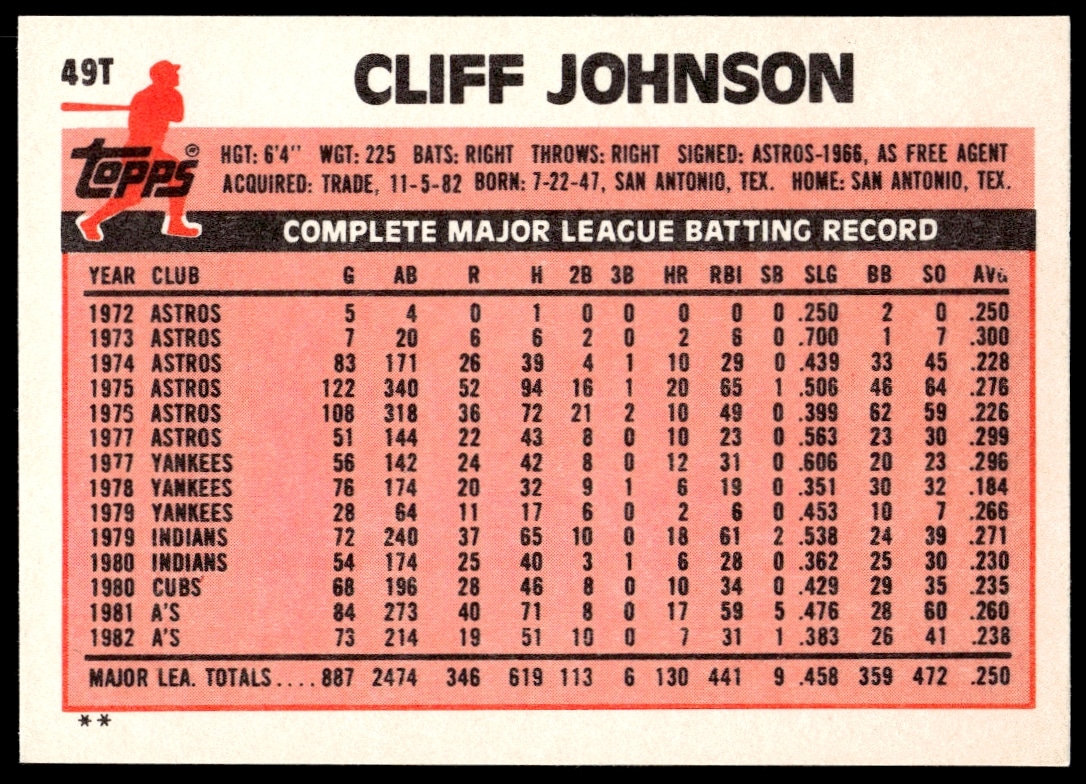 49T
CLIFF JOHNSON
Topps®
HGT: 6'4" WGT: 225 BATS: RIGHT THROWS: RIGHT SIGNED: ASTROS-1966, AS FREE AGENT
ACQUIRED: TRADE, 11-5-82 BORN: 7-22-47, SAN ANTONIO, TEX. HOME: SAN ANTONIO, TEX.
COMPLETE MAJOR LEAGUE BATTING RECORD
YEAR CLUB G AB R H 2B 3B HR RBI SB SLG BB SO AVG
1972 ASTROS 5 4 0 1 0 0 0 0 0 .250 2 0 .250
1973 ASTROS 7 20 6 6 2 0 2 6 0 .700 1 7 .300
1974 ASTROS 83 171 26 39 4 1 10 29 0 .439 33 45 .228
1975 ASTROS 122 340 52 94 16 1 20 65 1 .506 46 64 .276
1975 ASTROS 108 318 36 72 21 2 10 49 0 .399 62 59 .226
1977 ASTROS 51 144 22 43 8 0 10 23 0 .563 23 30 .299
1977 YANKEES 56 142 24 42 8 0 12 31 0 .606 20 23 .296
1978 YANKEES 76 174 20 32 9 1 6 19 0 .351 30 32 .184
1979 YANKEES 28 64 11 17 6 0 2 6 0 .453 10 7 .266
1979 INDIANS 72 240 37 65 10 0 18 61 2 .538 24 39 .271
1980 INDIANS 54 174 25 40 3 1 6 28 0 .362 25 30 .230
1980 CUBS 68 196 28 46 8 0 10 34 0 .429 29 35 .235
1981 A'S 84 273 40 71 8 0 17 59 5 .476 28 60 .260
1982 A'S 73 214 19 51 10 0 7 31 1 .383 26 41 .238
MAJOR LEA. TOTALS....887 2474 346 619 113 6 130 441 9 .458 359 472 .250
**